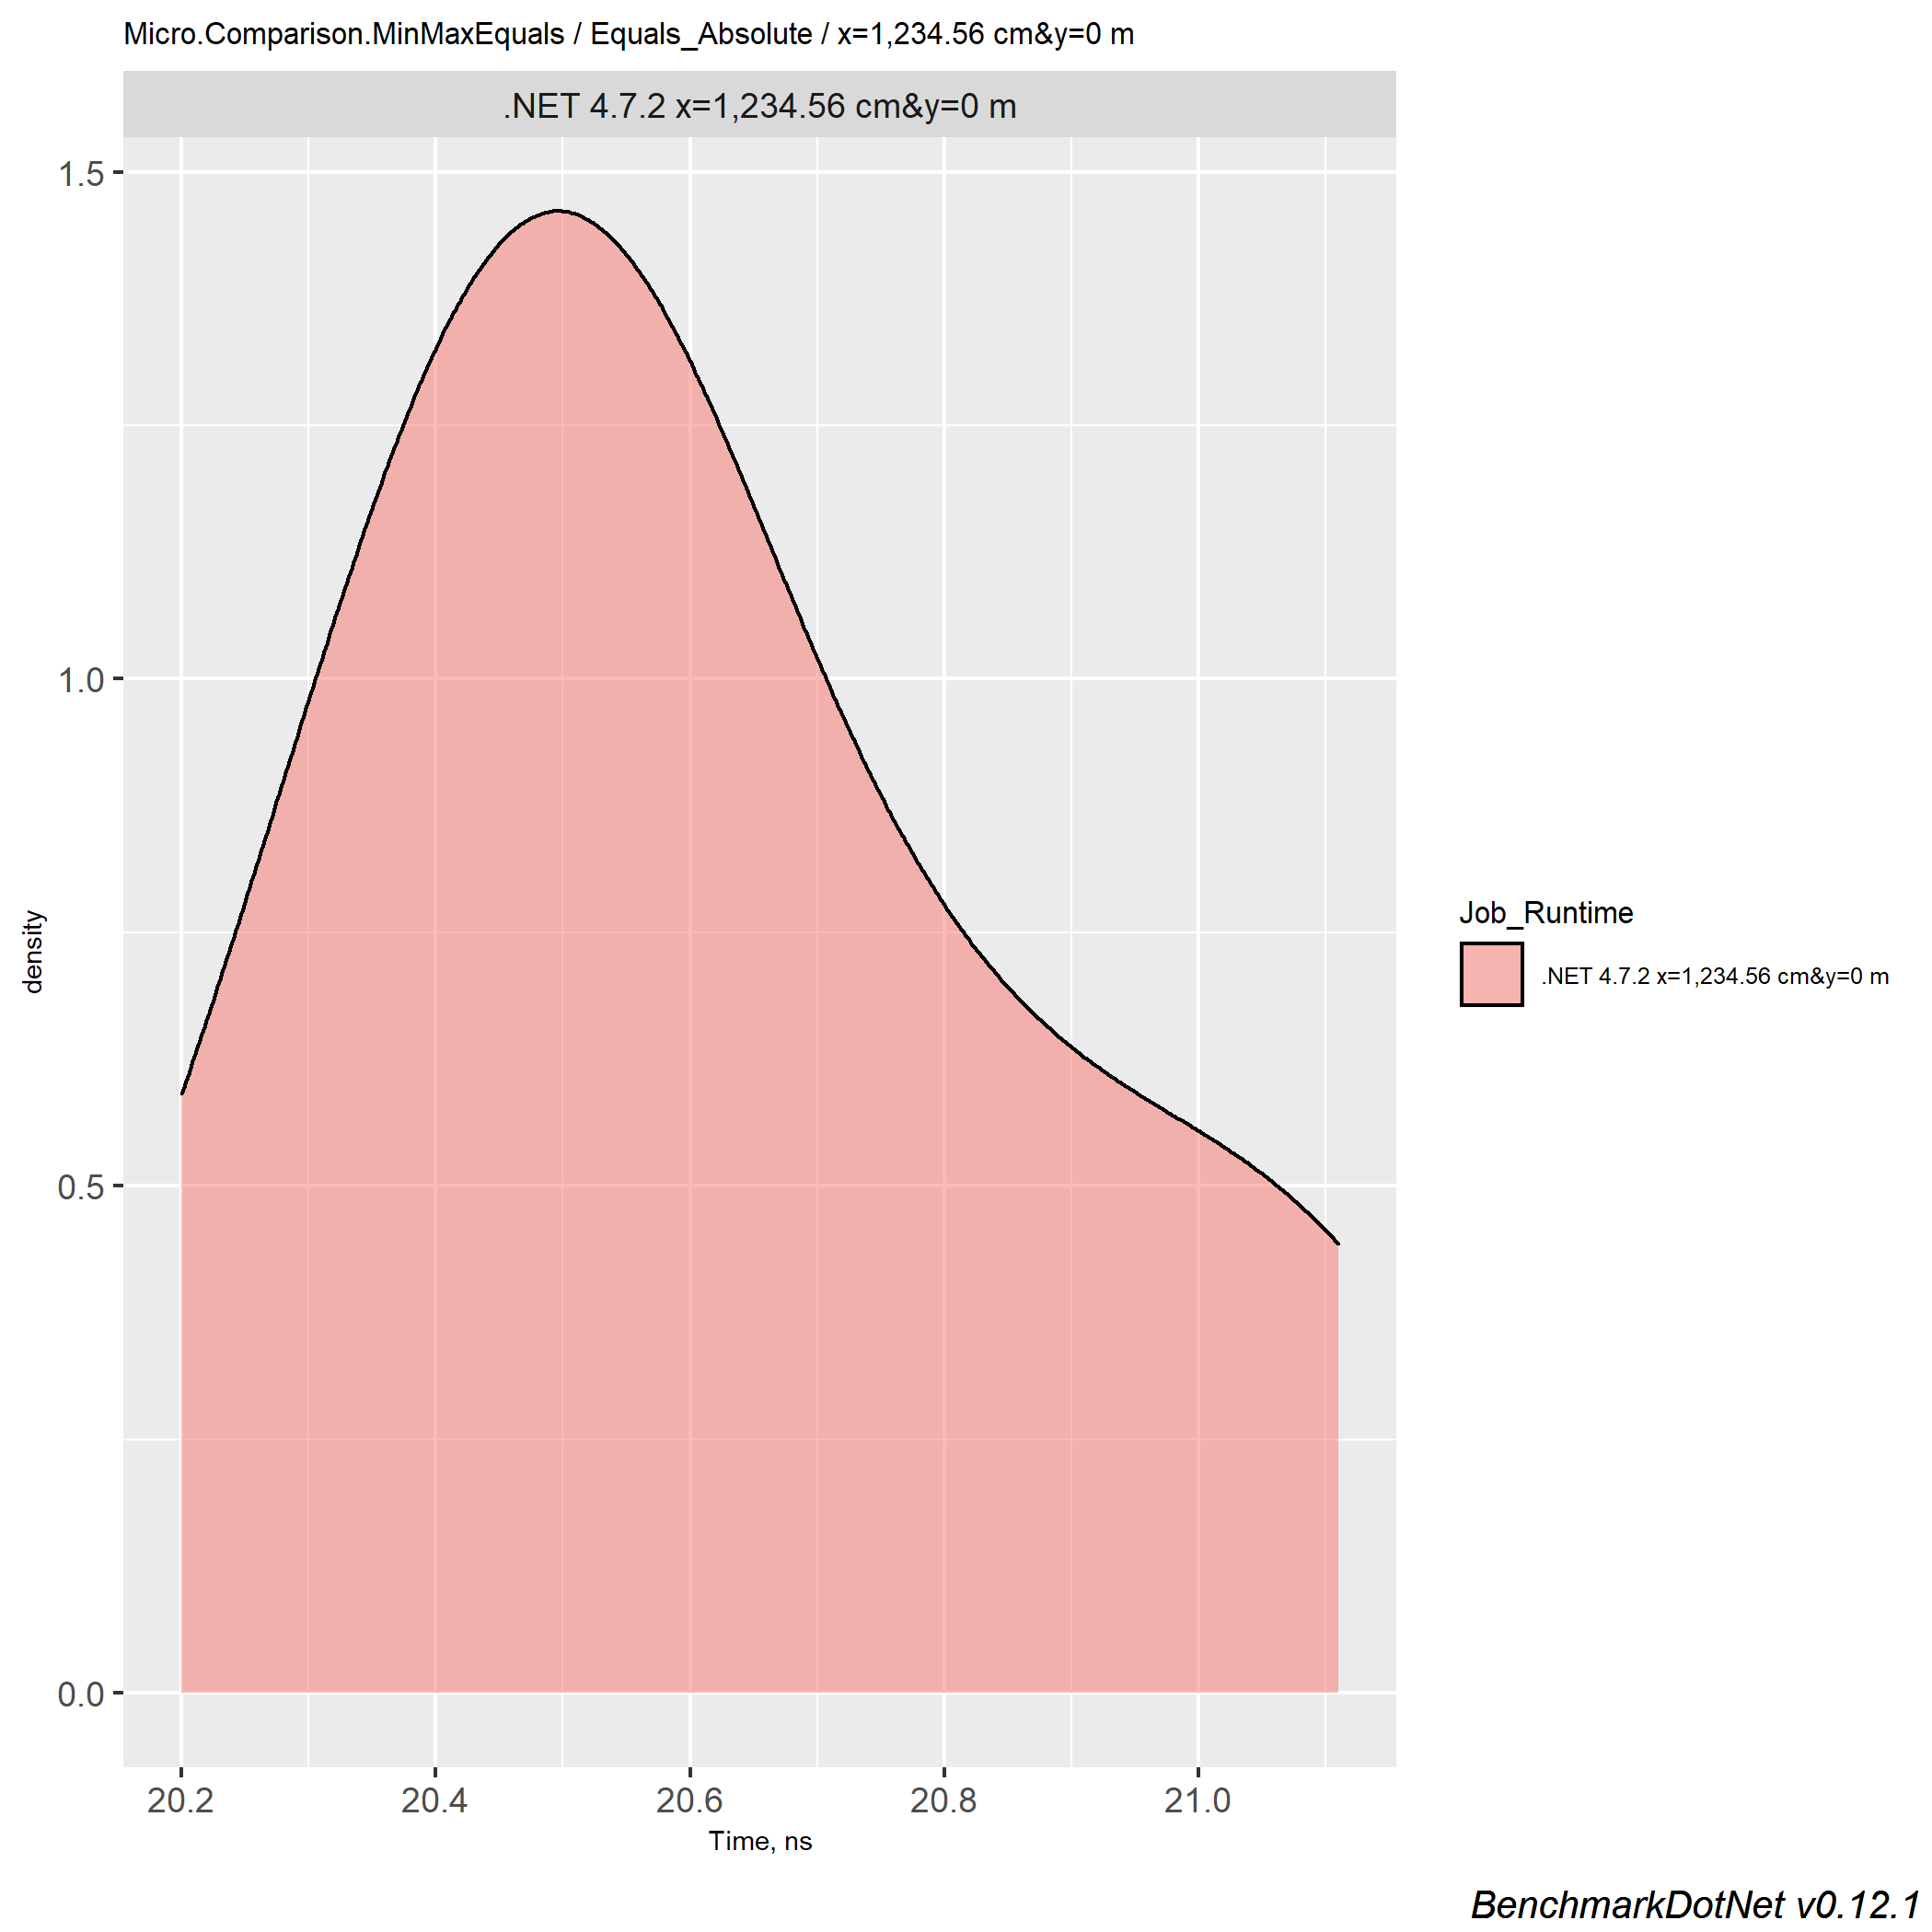 Micro.Comparison.MinMaxEquals / Equals_Absolute / x=1,234.56 cm&y=0 m
.NET 4.7.2 x=1,234.56 cm&y=0 m
1.5
1.0
0.5
0.0
density
20.2 20.4 20.6 20.8 21.0
Time, ns
Job_Runtime
.NET 4.7.2 x=1,234.56 cm&y=0 m
BenchmarkDotNet v0.12.1